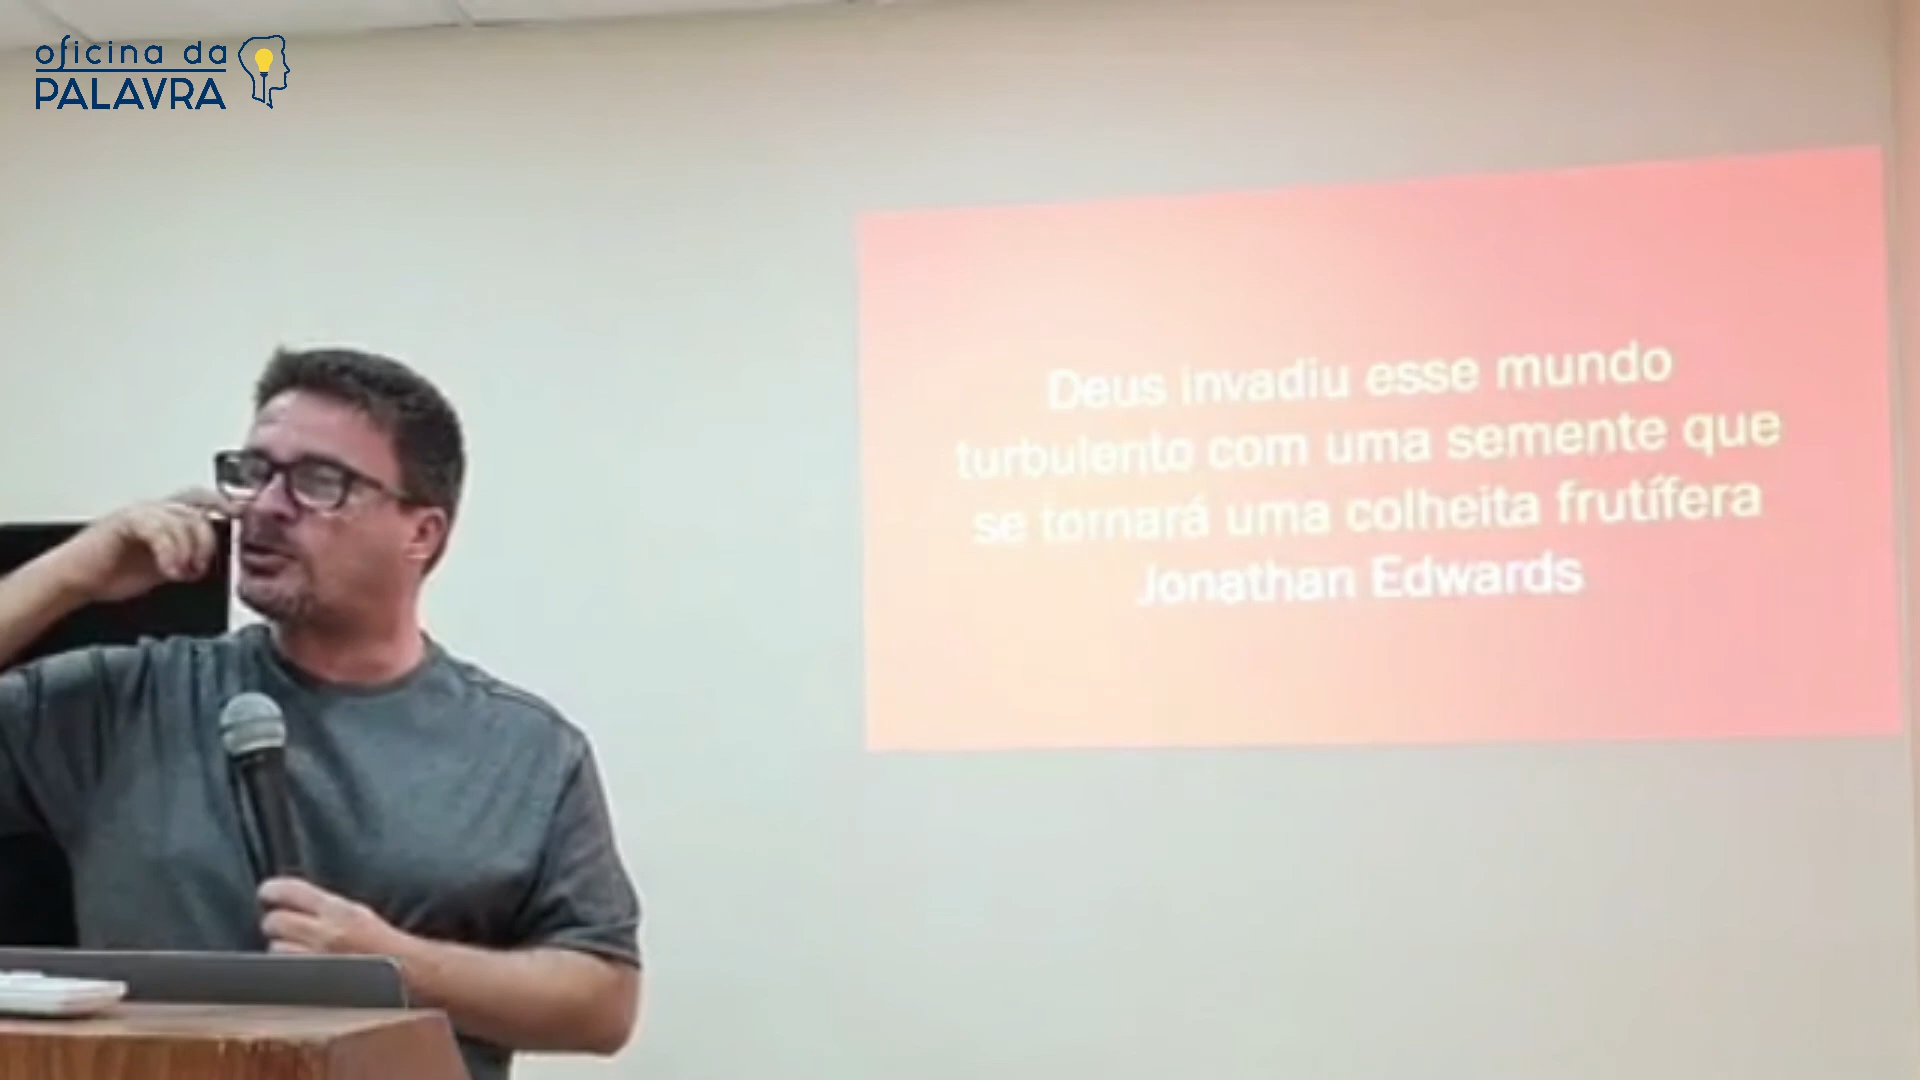 oficina da
PALAVRA
Deus invadiu esse mundo
turbulento com uma semente que
se tornará uma colheita frutífera
Jonathan Edwards